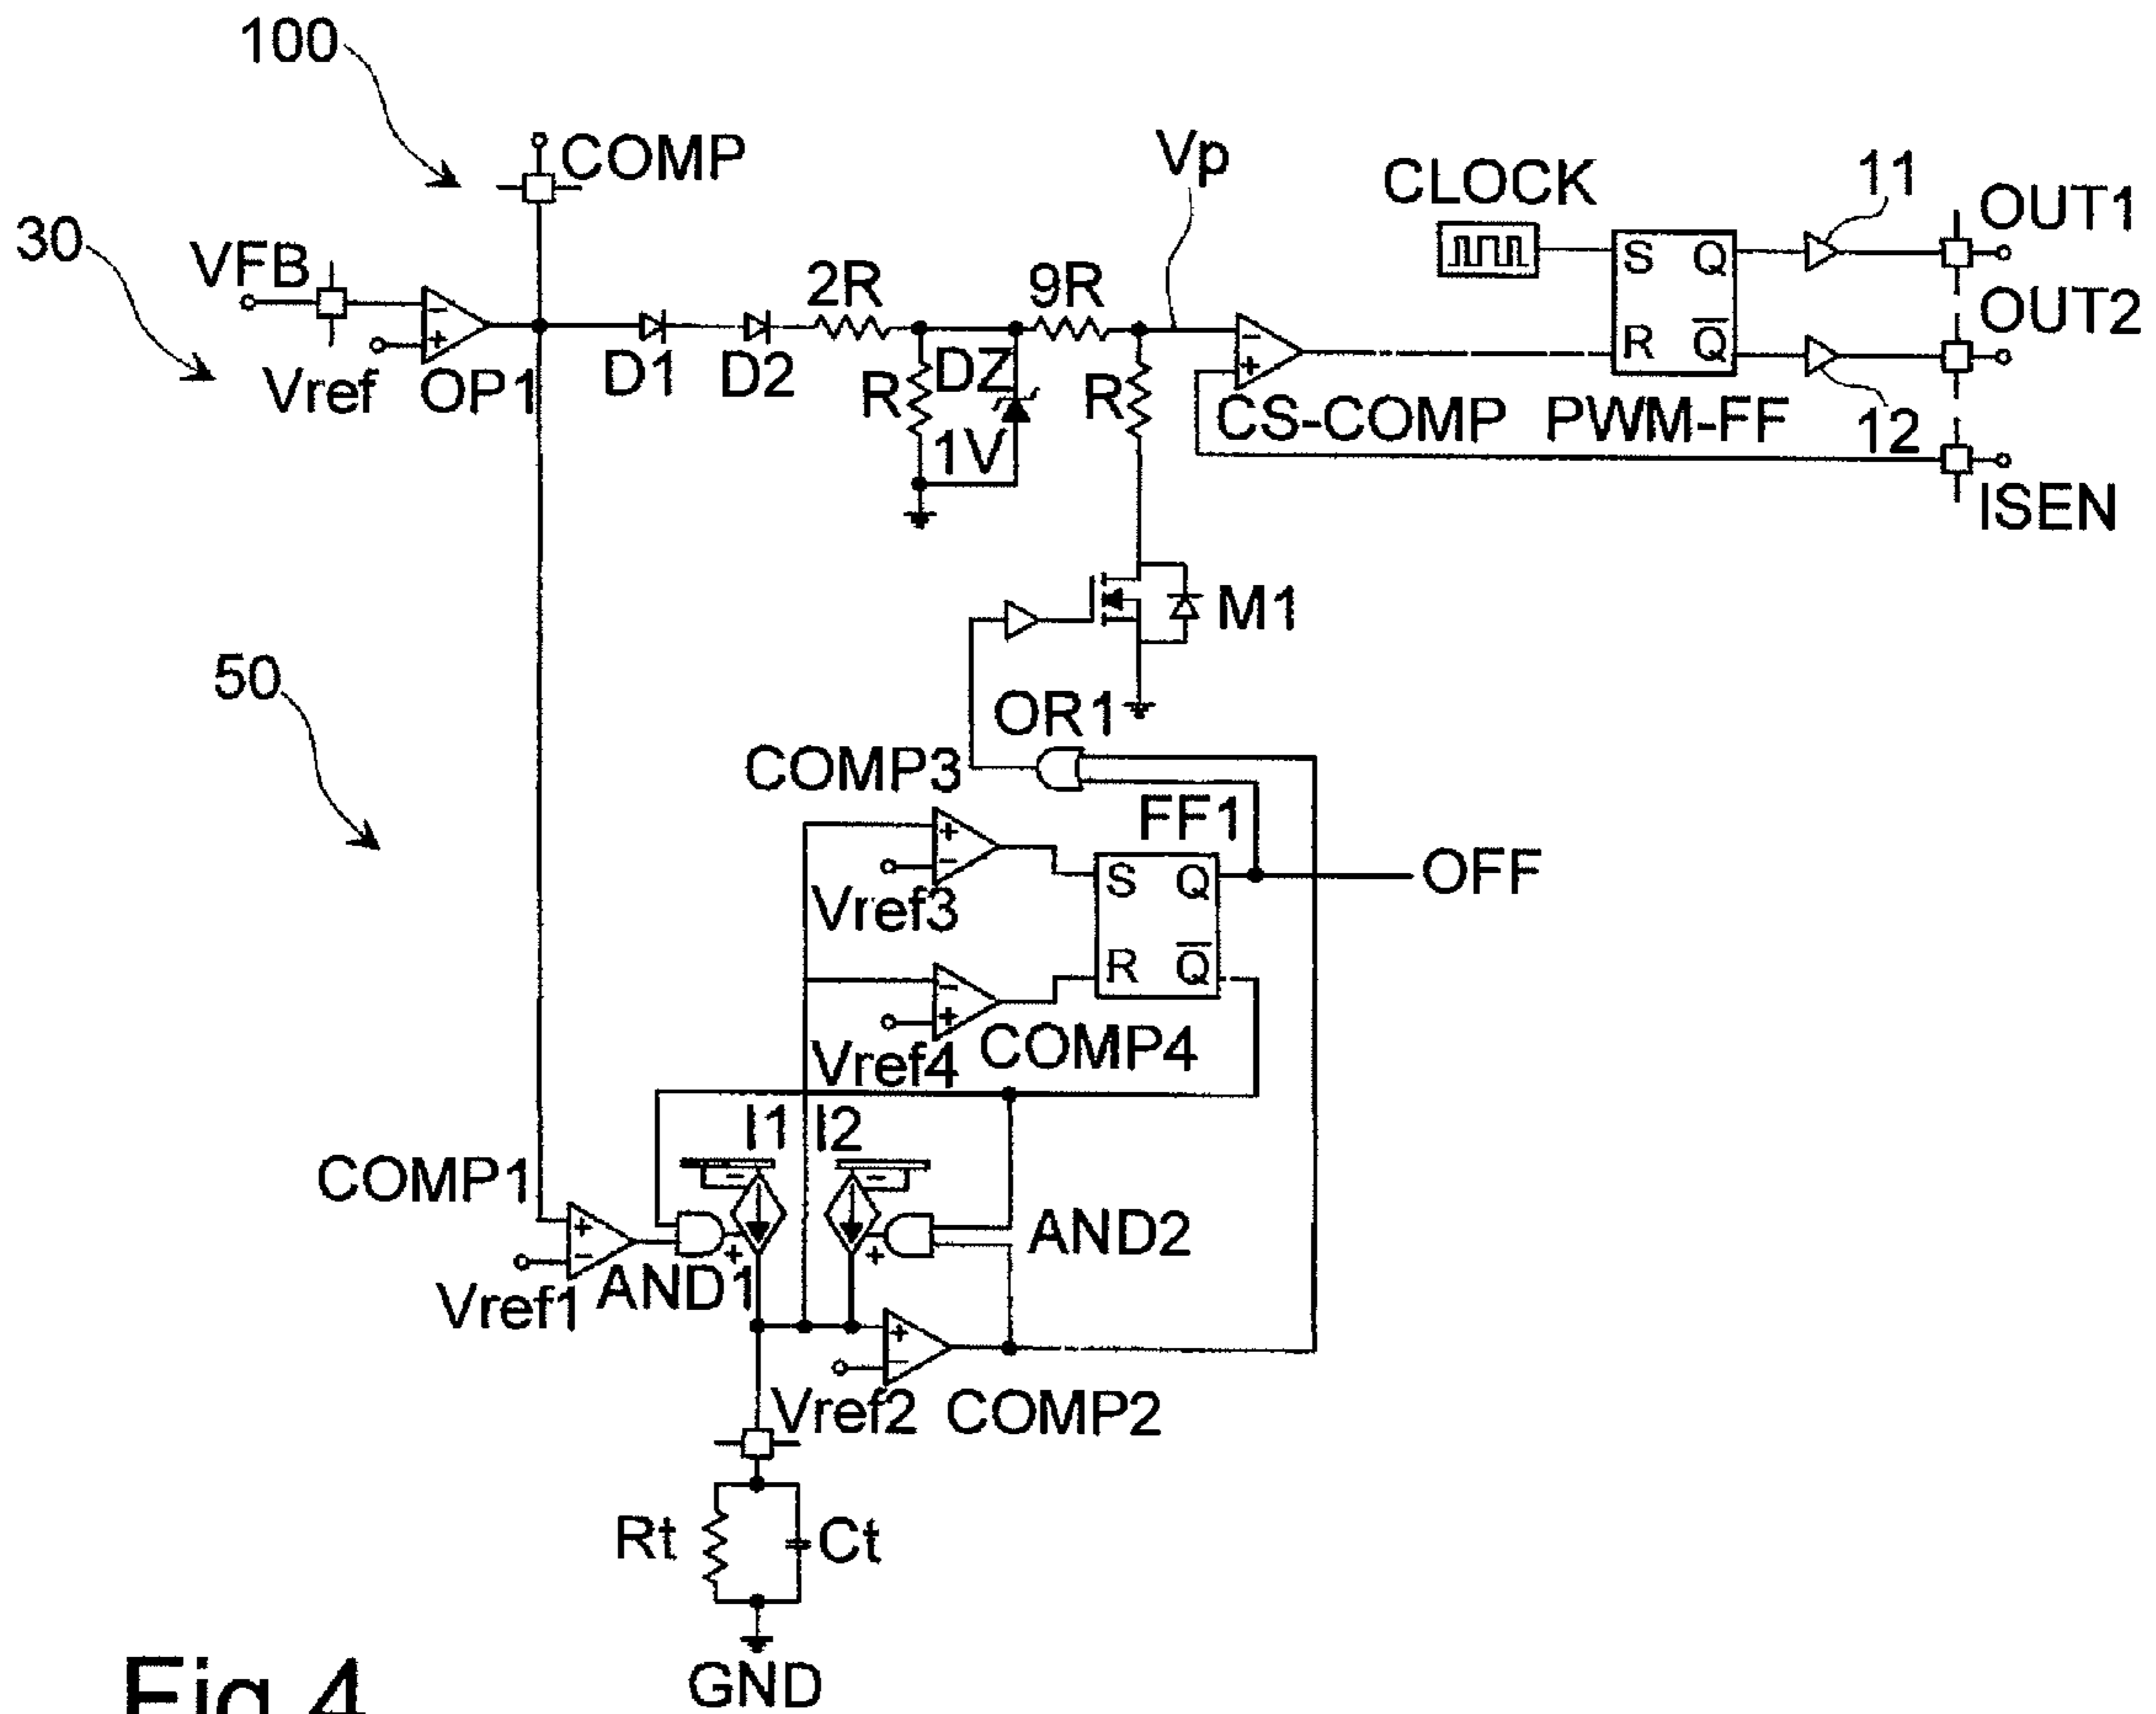 100
COMP
Vp
CLOCK
11
OUT1
30
VFB
2R
9R
S Q
OUT2
- +
- +
R Q̅
Vref
OP1
D1
D2
R
DZ
1V
R
CS-COMP
PWM-FF
12
ISEN
M1
50
OR1
COMP3
FF1
+ -
S Q
OFF
Vref3
R Q̅
- +
Vref4
COMP4
I1
I2
- -
COMP1
+ -
+ +
AND2
Vref1
AND1
+ -
Vref2
COMP2
Rt
Ct
GND
Fig.4